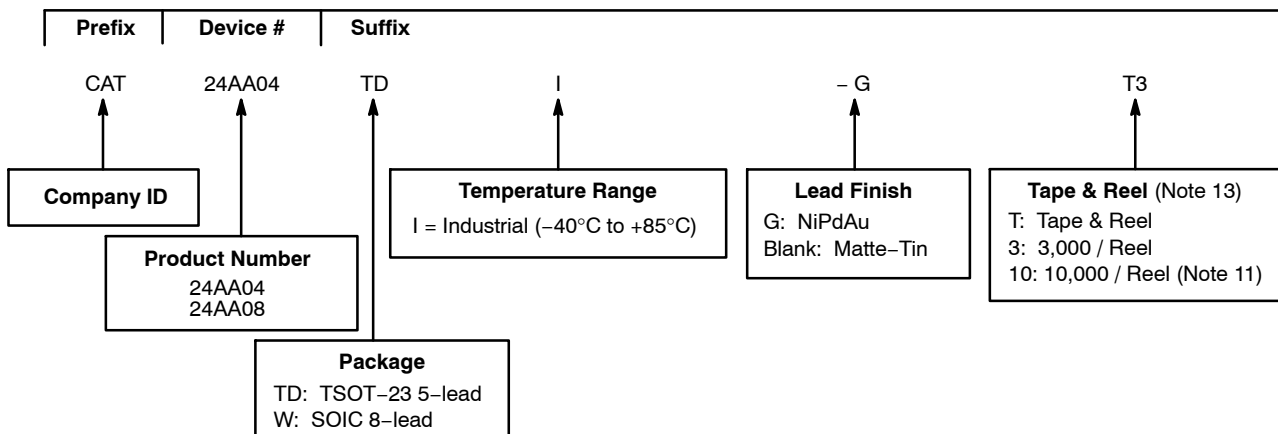 Prefix Device # Suffix
CAT 24AA04 TD I – G T3
Company ID
Product Number
24AA04
24AA08
Package
TD: TSOT–23 5–lead
W: SOIC 8–lead
Temperature Range
I = Industrial (–40°C to +85°C)
Lead Finish
G: NiPdAu
Blank: Matte–Tin
Tape & Reel (Note 13)
T: Tape & Reel
3: 3,000 / Reel
10: 10,000 / Reel (Note 11)